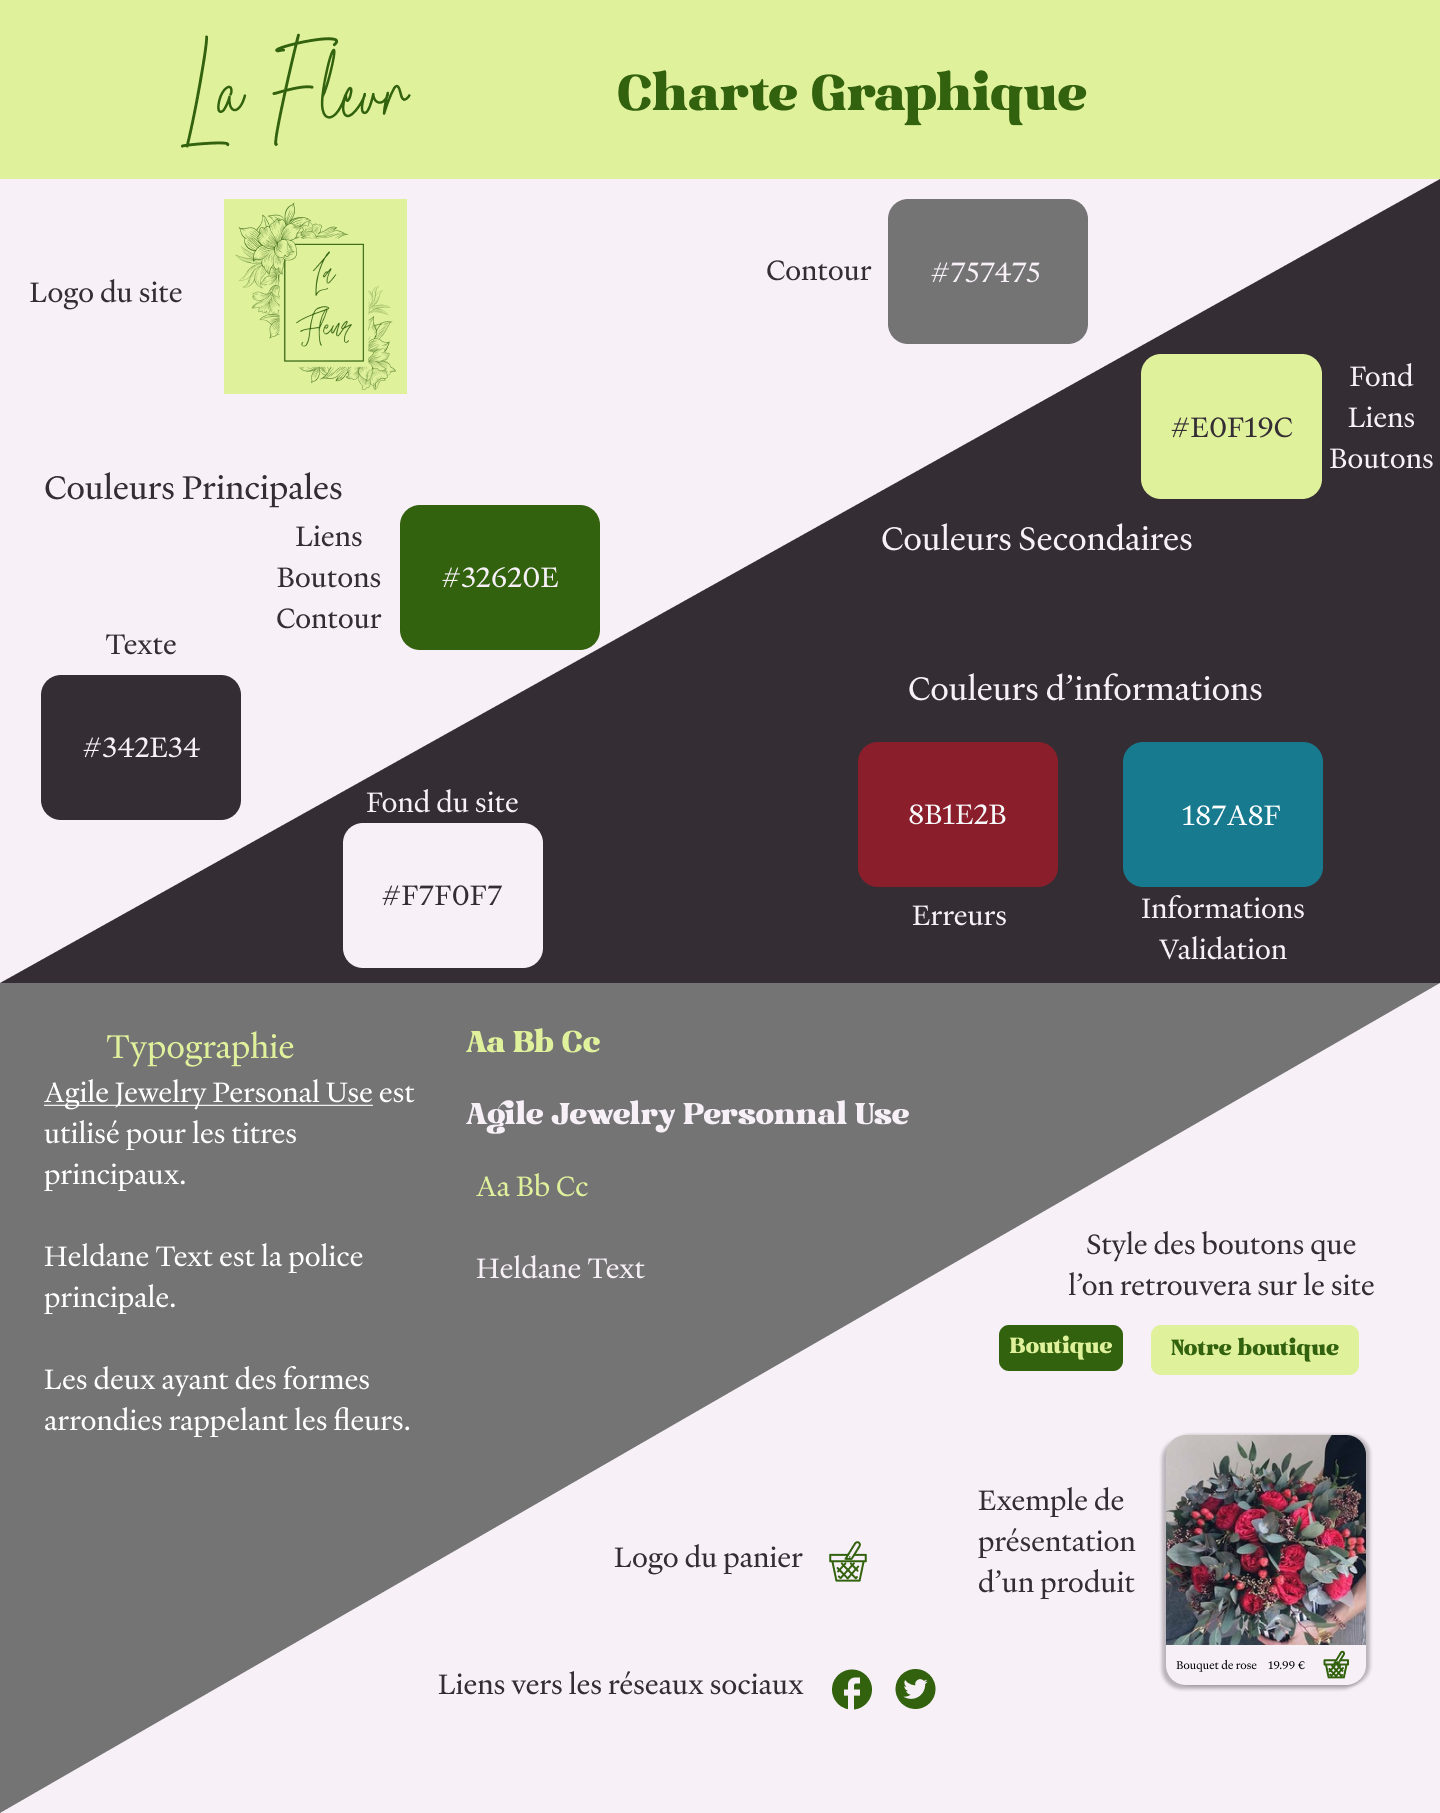 La Fleur
Charte Graphique
Logo du site
La
Fleur
Contour
#757475
#E0F19C
Fond
Liens
Boutons
Couleurs Principales
Liens
Boutons
Contour
#32620E
Couleurs Secondaires
Texte
#342E34
Couleurs d’informations
Fond du site
#F7F0F7
8B1E2B
187A8F
Erreurs
Informations
Validation
Typographie
Agile Jewelry Personal Use est
utilisé pour les titres
principaux.
Heldane Text est la police
principale.
Les deux ayant des formes
arrondies rappelant les fleurs.
Aa Bb Cc
Agile Jewelry Personnal Use
Aa Bb Cc
Heldane Text
Style des boutons que
l’on retrouvera sur le site
Boutique
Notre boutique
Exemple de
présentation
d’un produit
Bouquet de rose 19.99 €
Logo du panier
Liens vers les réseaux sociaux